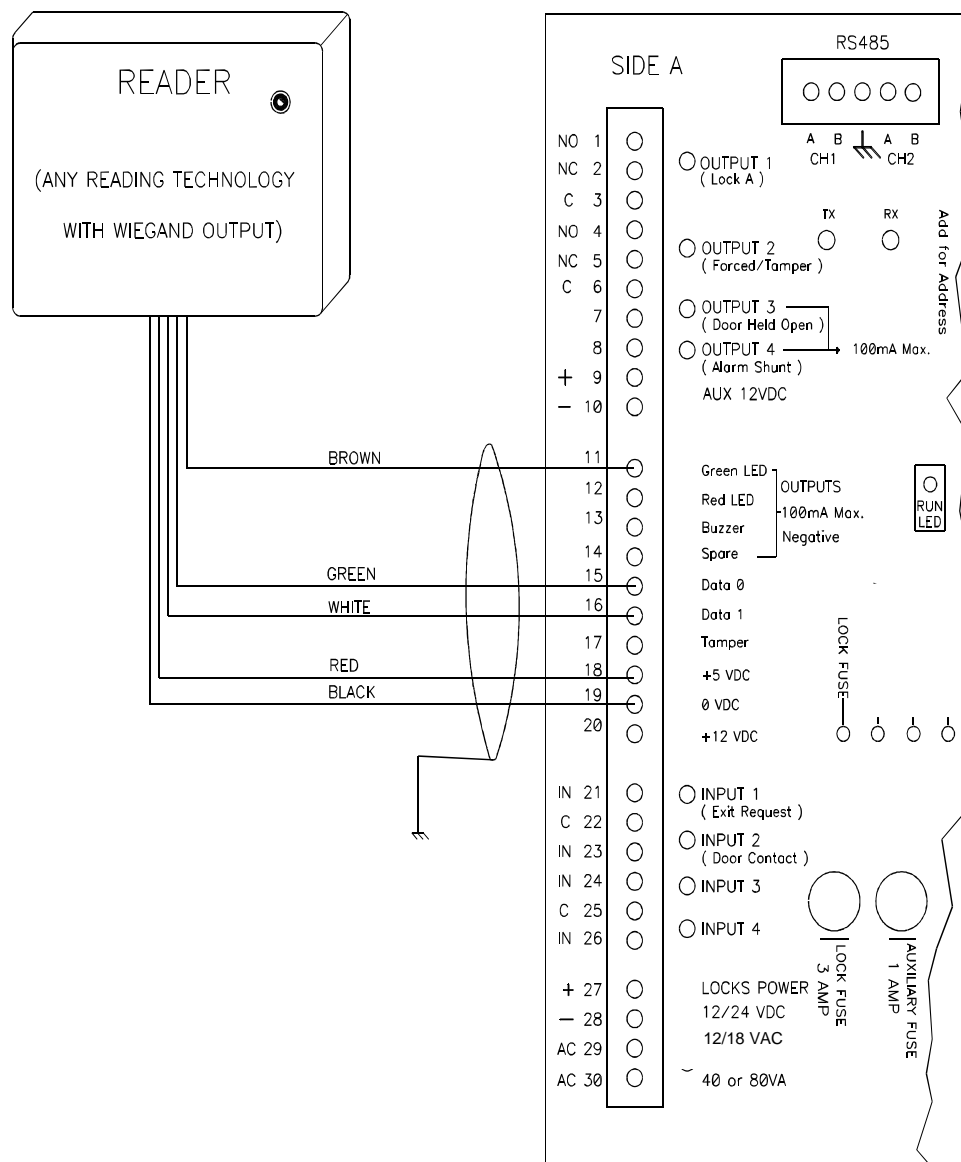 READER
(ANY READING TECHNOLOGY
WITH WIEGAND OUTPUT)
BROWN
GREEN
WHITE
RED
BLACK
SIDE A
RS485
A B A B
CH1 CH2
TX RX
Add for Address
NO 1
NC 2
C 3
NO 4
NC 5
C 6
7
8
+ 9
− 10
11
12
13
14
15
16
17
18
19
20
IN 21
C 22
IN 23
IN 24
C 25
IN 26
+ 27
− 28
AC 29
AC 30
OUTPUT 1
( Lock A )
OUTPUT 2
( Forced/Tamper )
OUTPUT 3
( Door Held Open )
OUTPUT 4
( Alarm Shunt )
100mA Max.
AUX 12VDC
Green LED
Red LED
Buzzer
Spare
OUTPUTS
100mA Max.
Negative
RUN
LED
Data 0
Data 1
Tamper
+5 VDC
0 VDC
+12 VDC
LOCK FUSE
INPUT 1
( Exit Request )
INPUT 2
( Door Contact )
INPUT 3
INPUT 4
LOCK FUSE
3 AMP
AUXILIARY FUSE
1 AMP
LOCKS POWER
12/24 VDC
12/18 VAC
40 or 80VA